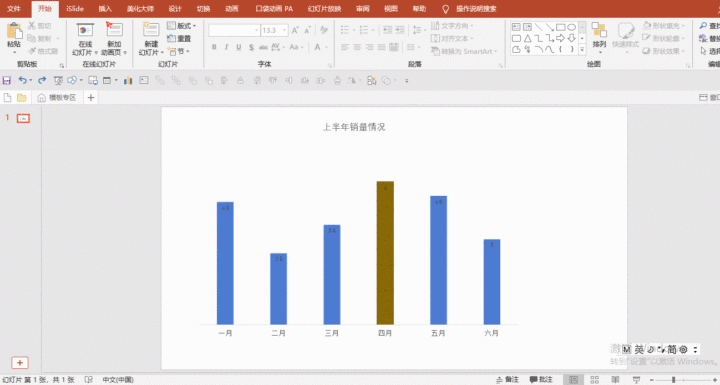 文件 开始 iSlide 插入 美化大师 设计 切换 动画 口袋动画 PA 幻灯片放映 审阅 视图 帮助 操作说明搜索
剪切 版式 13.3 文字方向 形状填充 查找
复制 重置 对齐文本 形状轮廓 替换
粘贴 格式刷 在线幻灯片 新加动画页 新建幻灯片 节 转换为 SmartArt 排列 快速样式 形状效果 选择
剪贴板 在线幻灯片 幻灯片 字体 段落 绘图 编辑
模板专区 窗口
1
上半年销量情况
一月 二月 三月 四月 五月 六月
M 英 简
转到"设置"以激活 Windows。
幻灯片 第 1 张，共 1 张 中文(中国) 备注 批注